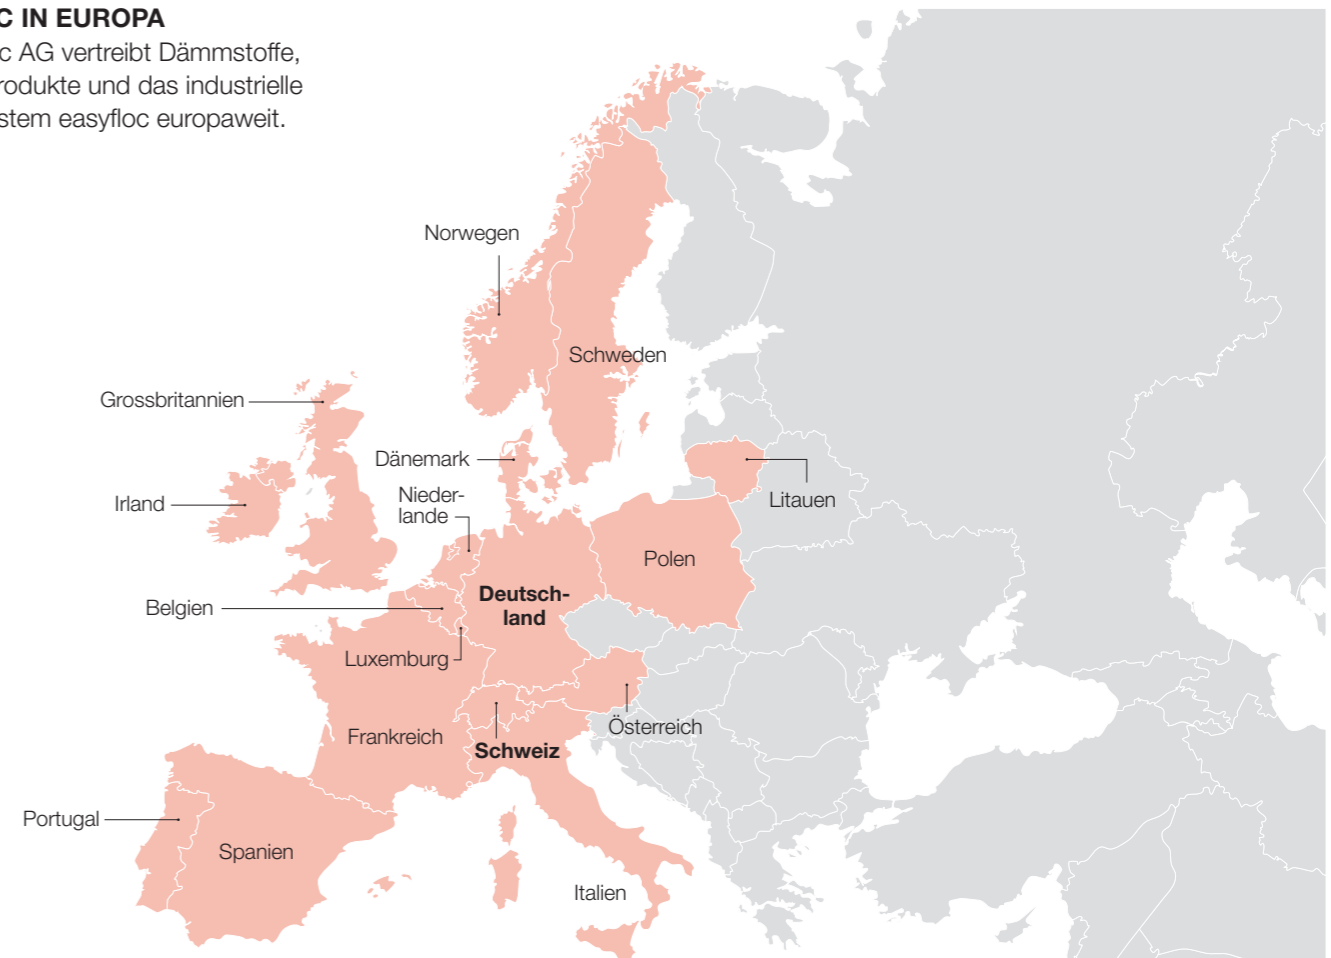 C IN EUROPA
c AG vertreibt Dämmstoffe,
rodukte und das industrielle
stem easyfloc europaweit.
Norwegen
Schweden
Grossbritannien
Dänemark
Nieder-
lande
Irland
Litauen
Polen
Deutsch-
land
Belgien
Luxemburg
Österreich
Frankreich
Schweiz
Portugal
Spanien
Italien